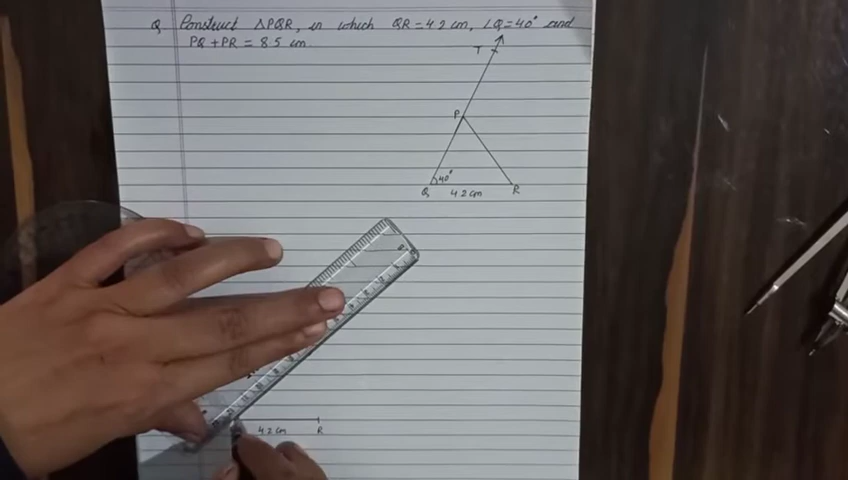 Q Construct △PQR, in which QR = 4.2 cm, ∠Q = 40° and
PQ + PR = 8.5 cm
T
P
40°
Q 4.2 cm R
4.2 cm R